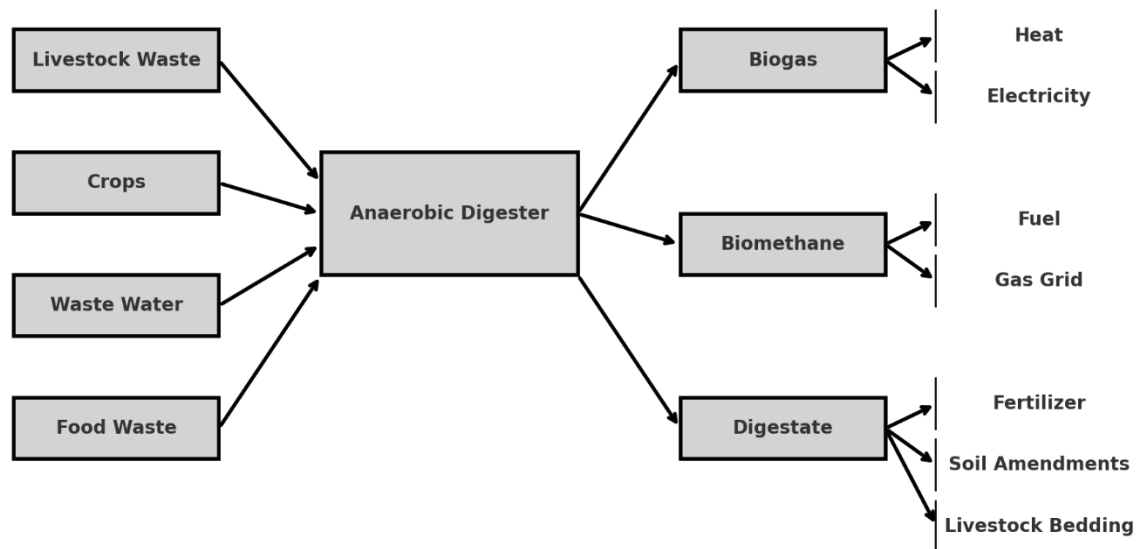 Livestock Waste
Crops
Waste Water
Food Waste
Anaerobic Digester
Biogas
Biomethane
Digestate
Heat
Electricity
Fuel
Gas Grid
Fertilizer
Soil Amendments
Livestock Bedding